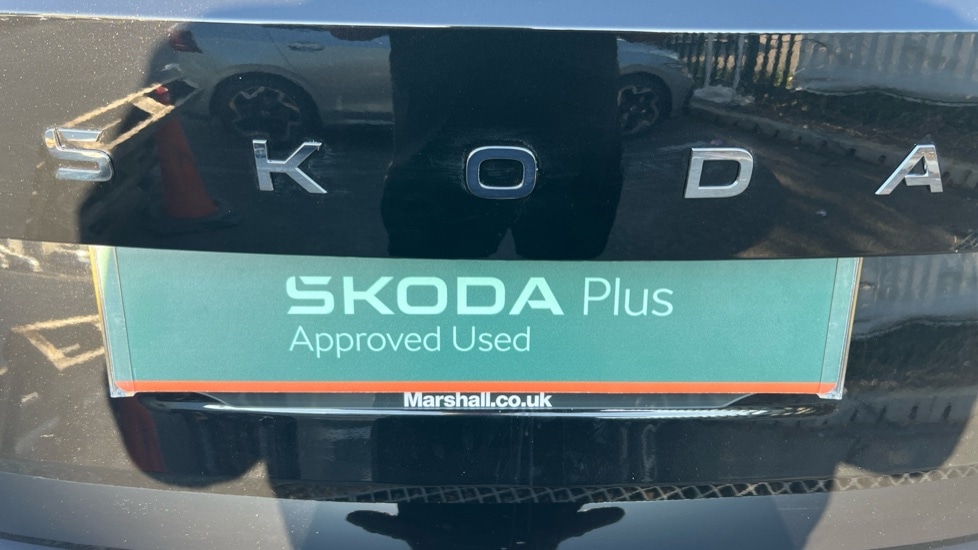 SKODA
SKODA Plus
Approved Used
Marshall.co.uk